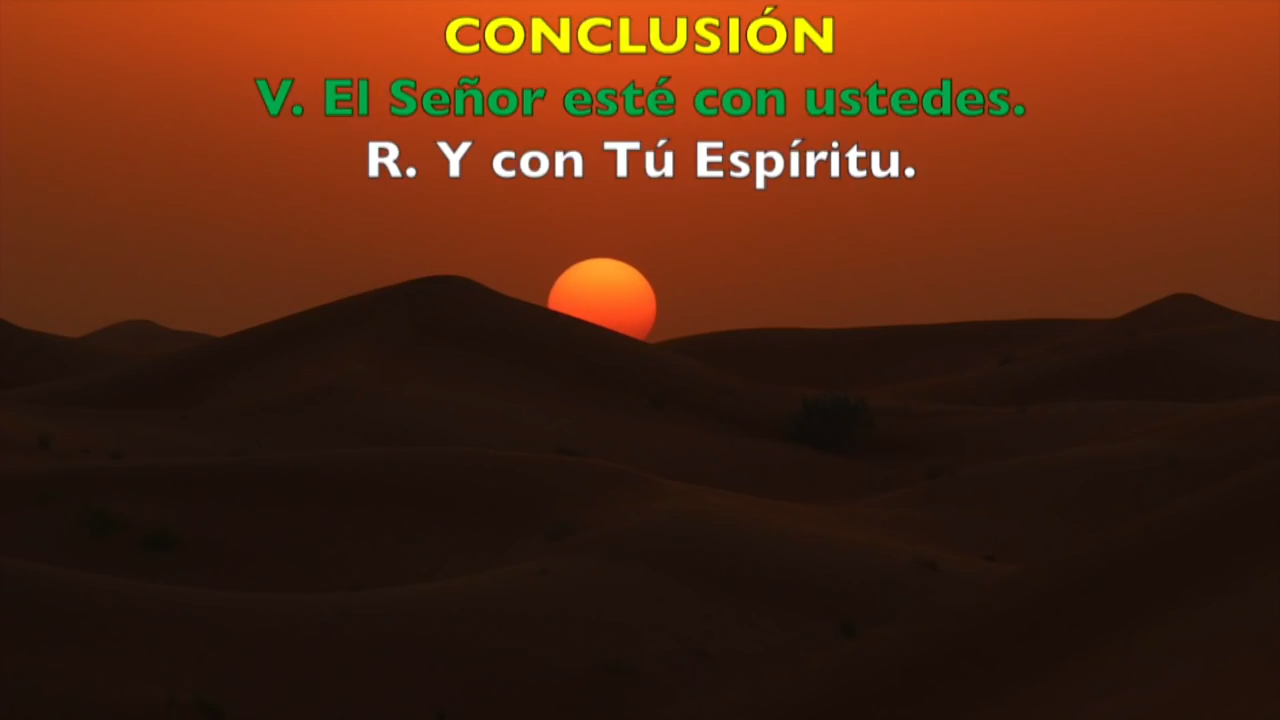 CONCLUSIÓN
V. El Señor esté con ustedes.
R. Y con Tú Espíritu.